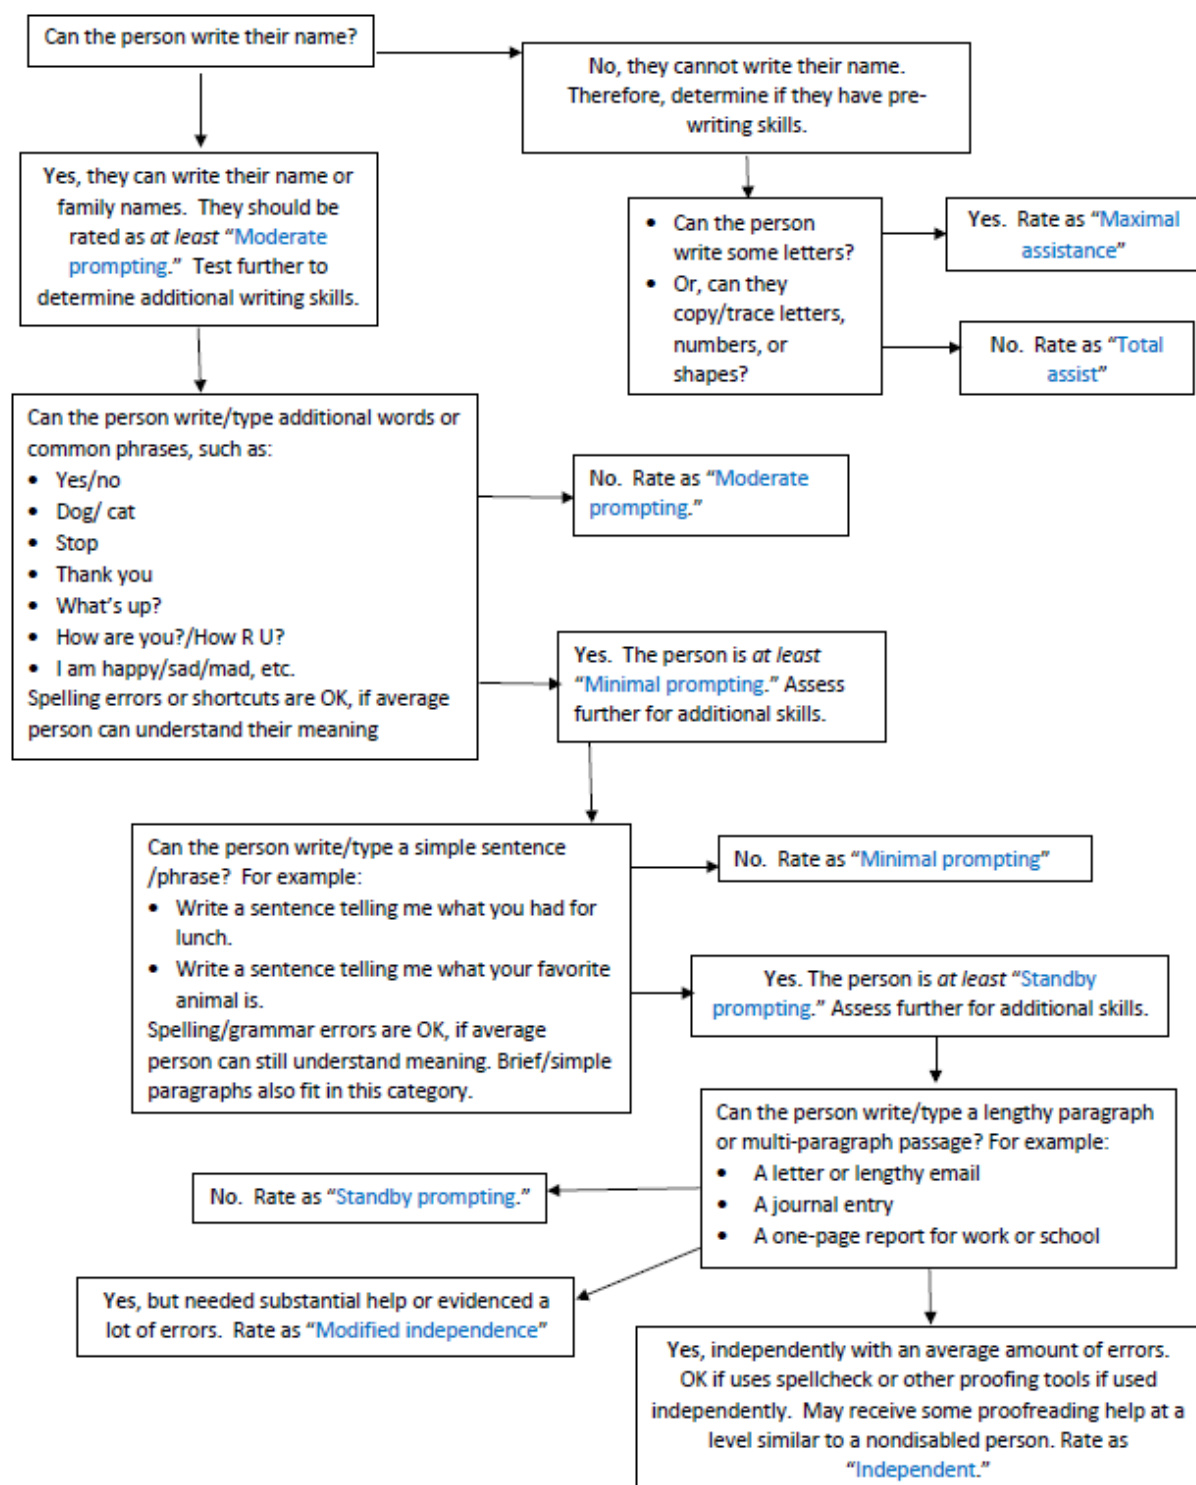 Can the person write their name?
No, they cannot write their name.
Therefore, determine if they have pre-
writing skills.
Yes, they can write their name or
family names. They should be
rated as at least “Moderate
prompting.” Test further to
determine additional writing skills.
• Can the person
write some letters?
• Or, can they
copy/trace letters,
numbers, or
shapes?
Yes. Rate as “Maximal
assistance”
No. Rate as “Total
assist”
Can the person write/type additional words or
common phrases, such as:
• Yes/no
• Dog/ cat
• Stop
• Thank you
• What’s up?
• How are you?/How R U?
• I am happy/sad/mad, etc.
Spelling errors or shortcuts are OK, if average
person can understand their meaning
No. Rate as “Moderate
prompting.”
Yes. The person is at least
“Minimal prompting.” Assess
further for additional skills.
Can the person write/type a simple sentence
/phrase? For example:
• Write a sentence telling me what you had for
lunch.
• Write a sentence telling me what your favorite
animal is.
Spelling/grammar errors are OK, if average
person can still understand meaning. Brief/simple
paragraphs also fit in this category.
No. Rate as “Minimal prompting”
Yes. The person is at least “Standby
prompting.” Assess further for additional skills.
Can the person write/type a lengthy paragraph
or multi-paragraph passage? For example:
• A letter or lengthy email
• A journal entry
• A one-page report for work or school
No. Rate as “Standby prompting.”
Yes, but needed substantial help or evidenced a
lot of errors. Rate as “Modified independence”
Yes, independently with an average amount of errors.
OK if uses spellcheck or other proofing tools if used
independently. May receive some proofreading help at a
level similar to a nondisabled person. Rate as
“Independent.”